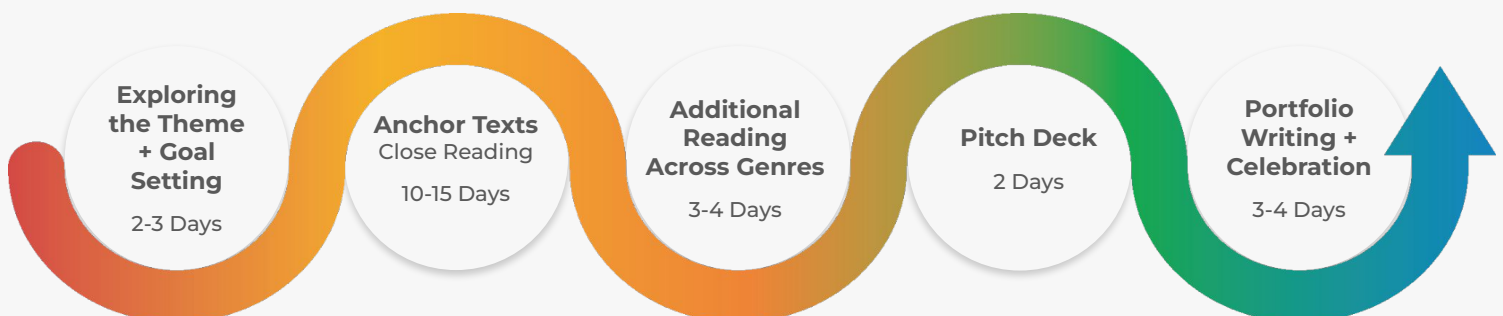 Exploring
the Theme
+ Goal
Setting
2-3 Days
Anchor Texts
Close Reading
10-15 Days
Additional
Reading
Across Genres
3-4 Days
Pitch Deck
2 Days
Portfolio
Writing +
Celebration
3-4 Days